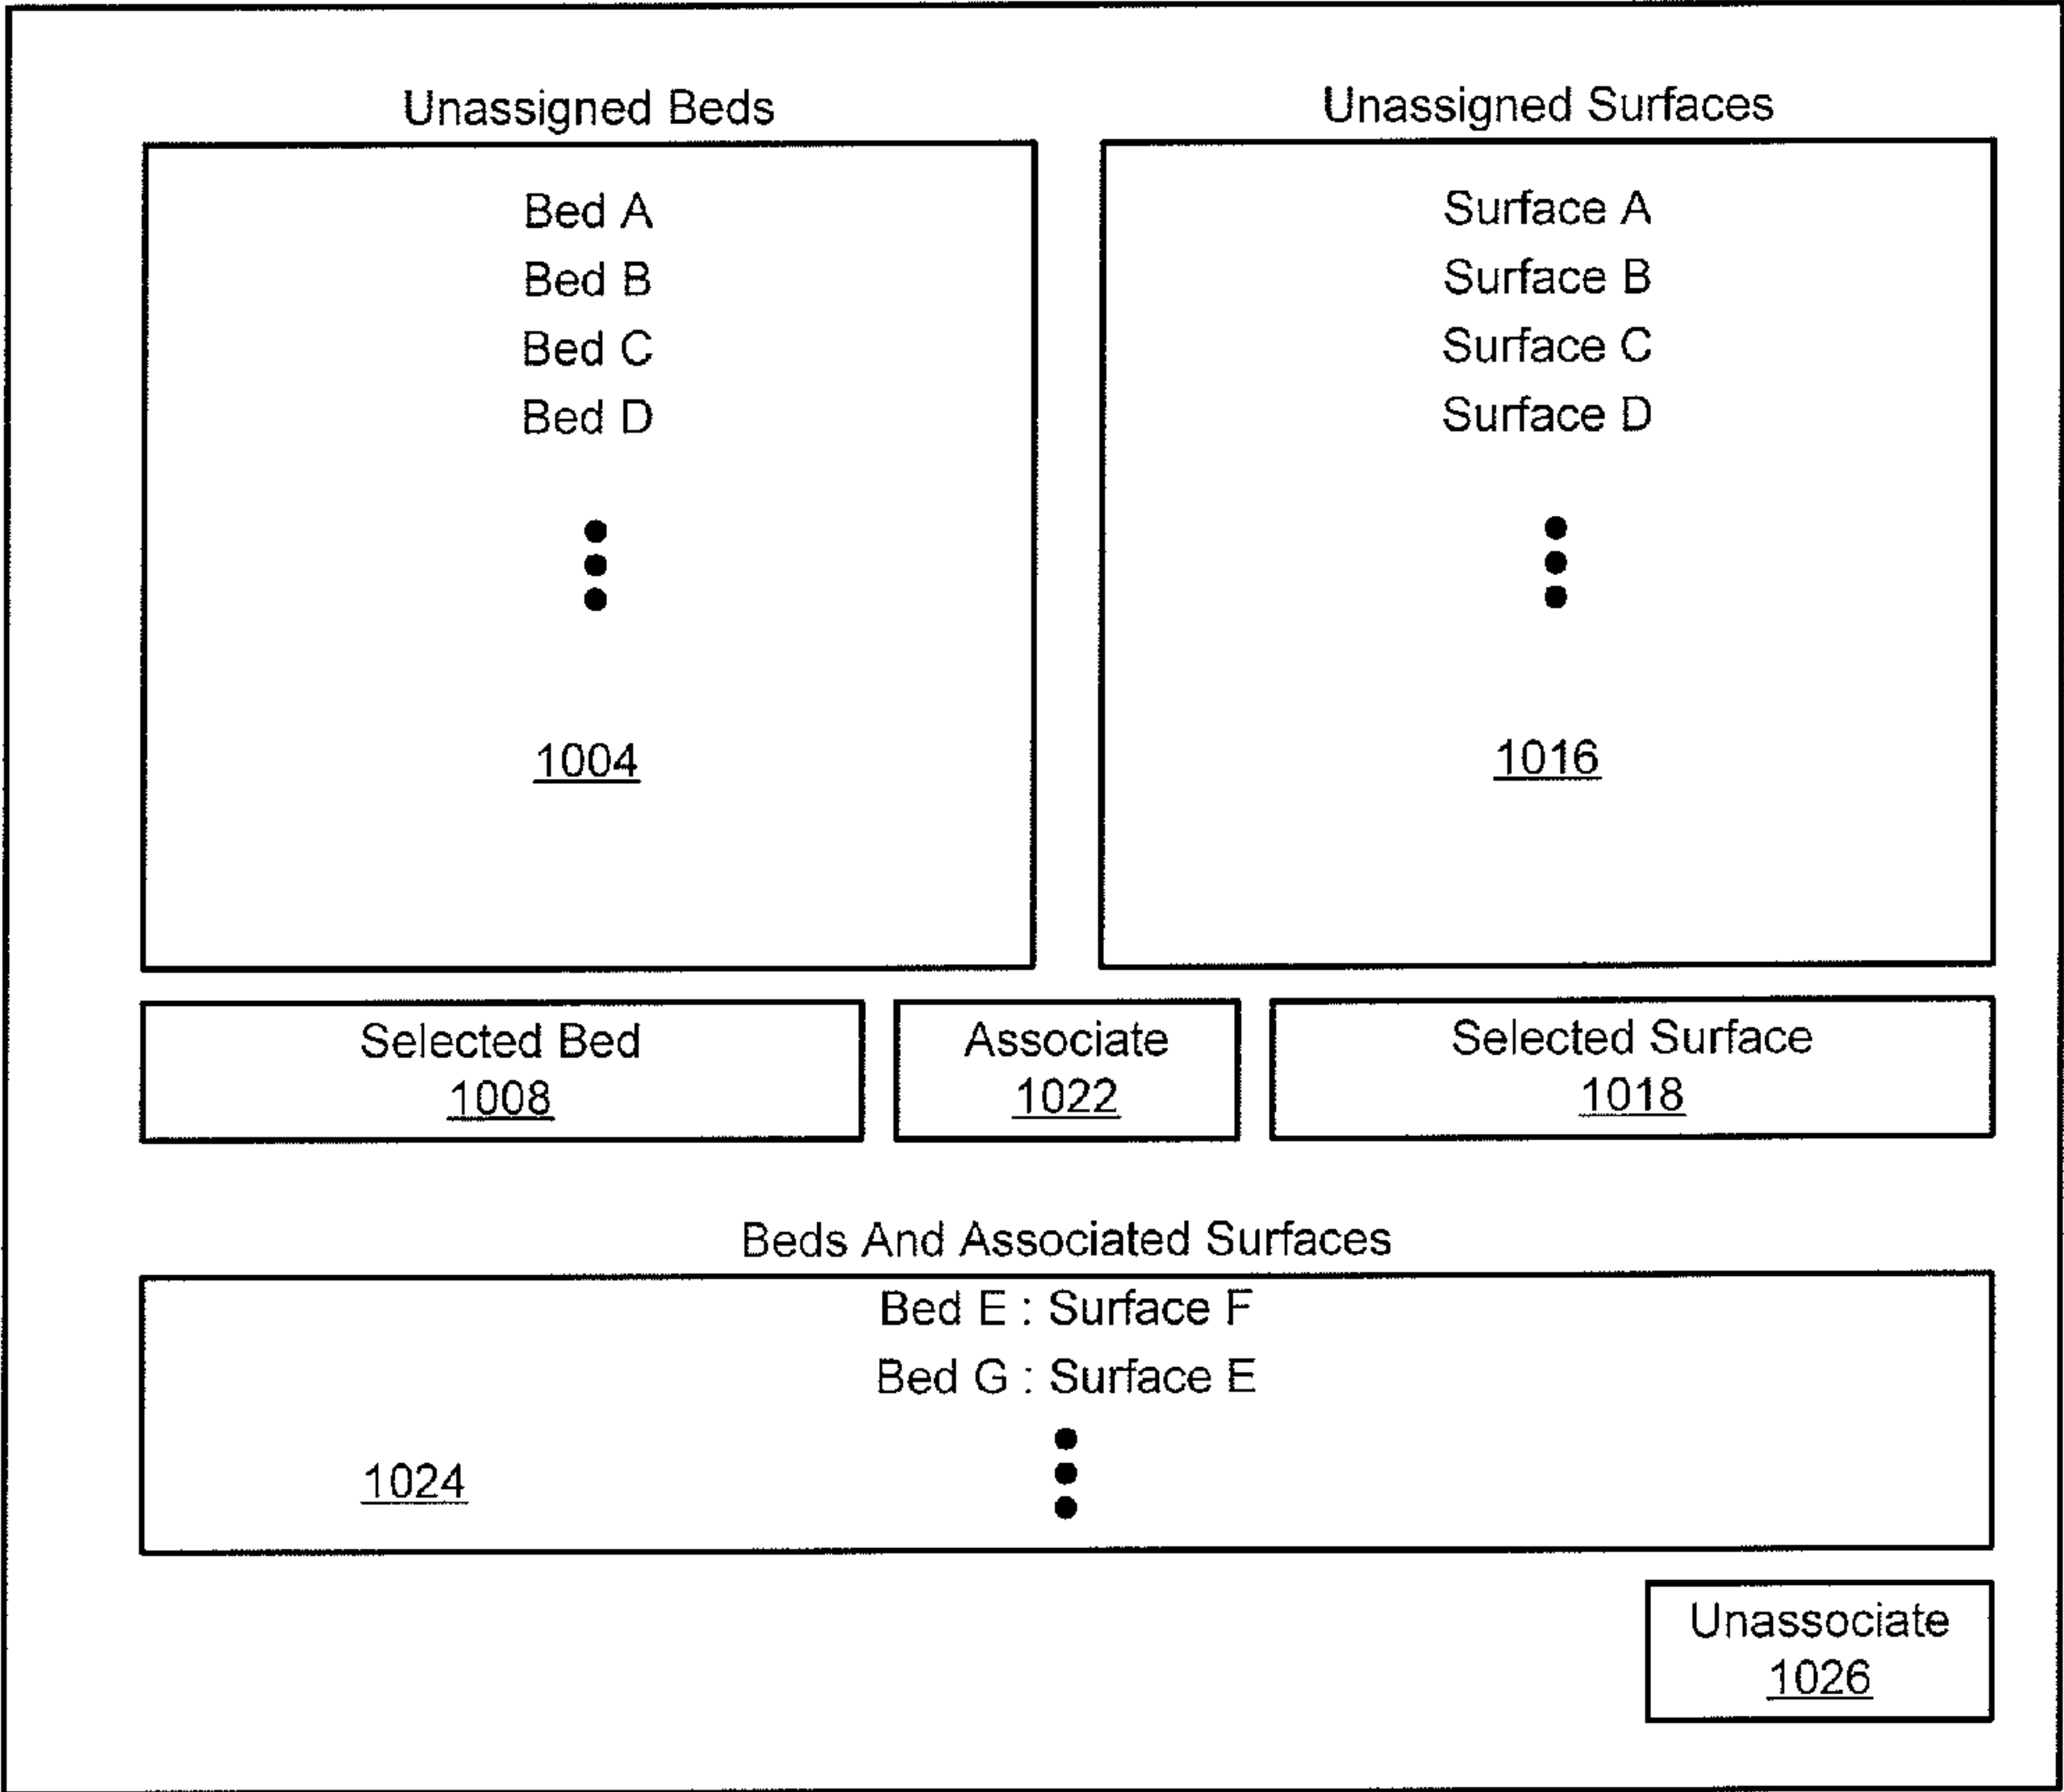 Unassigned Beds
Bed A
Bed B
Bed C
Bed D
1004
Unassigned Surfaces
Surface A
Surface B
Surface C
Surface D
1016
Selected Bed
1008
Associate
1022
Selected Surface
1018
Beds And Associated Surfaces
Bed E : Surface F
Bed G : Surface E
1024
Unassociate
1026